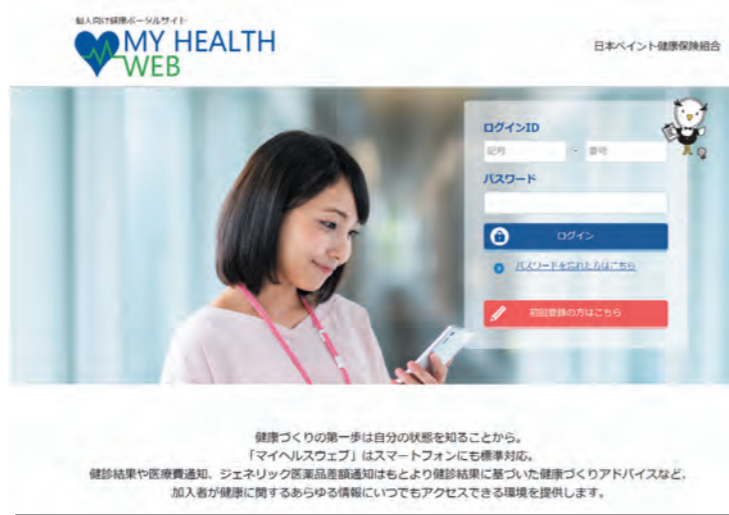 個人向け健康ポータルサイト
MY HEALTH
WEB
日本ペイント健康保険組合
ログインID
記号 - 番号
パスワード
ログイン
パスワードを忘れた方はこちら
初回登録の方はこちら
健康づくりの第一歩は自分の状態を知ることから。
「マイヘルスウェブ」はスマートフォンにも標準対応。
健診結果や医療費通知、ジェネリック医薬品差額通知はもとより健診結果に基づいた健康づくりアドバイスなど、
加入者が健康に関するあらゆる情報にいつでもアクセスできる環境を提供します。